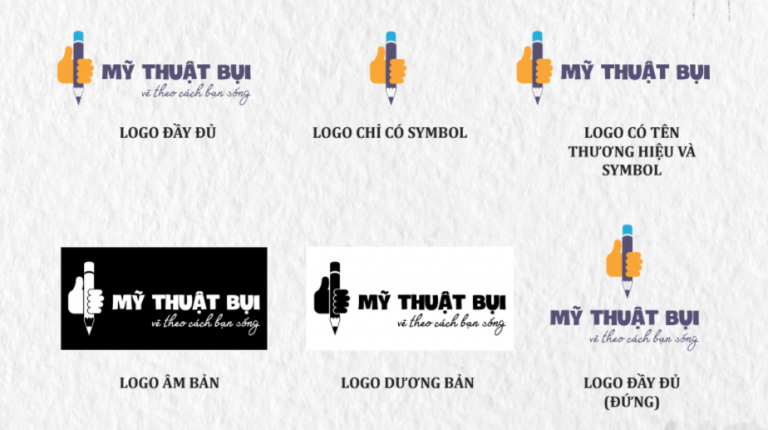 MỸ THUẬT BỤI
vẽ theo cách bạn sống
LOGO ĐẦY ĐỦ
LOGO CHỈ CÓ SYMBOL
MỸ THUẬT BỤI
LOGO CÓ TÊN
THƯƠNG HIỆU VÀ
SYMBOL
MỸ THUẬT BỤI
vẽ theo cách bạn sống
LOGO ÂM BẢN
MỸ THUẬT BỤI
vẽ theo cách bạn sống
LOGO DƯƠNG BẢN
MỸ THUẬT BỤI
vẽ theo cách bạn sống
LOGO ĐẦY ĐỦ
(ĐỨNG)